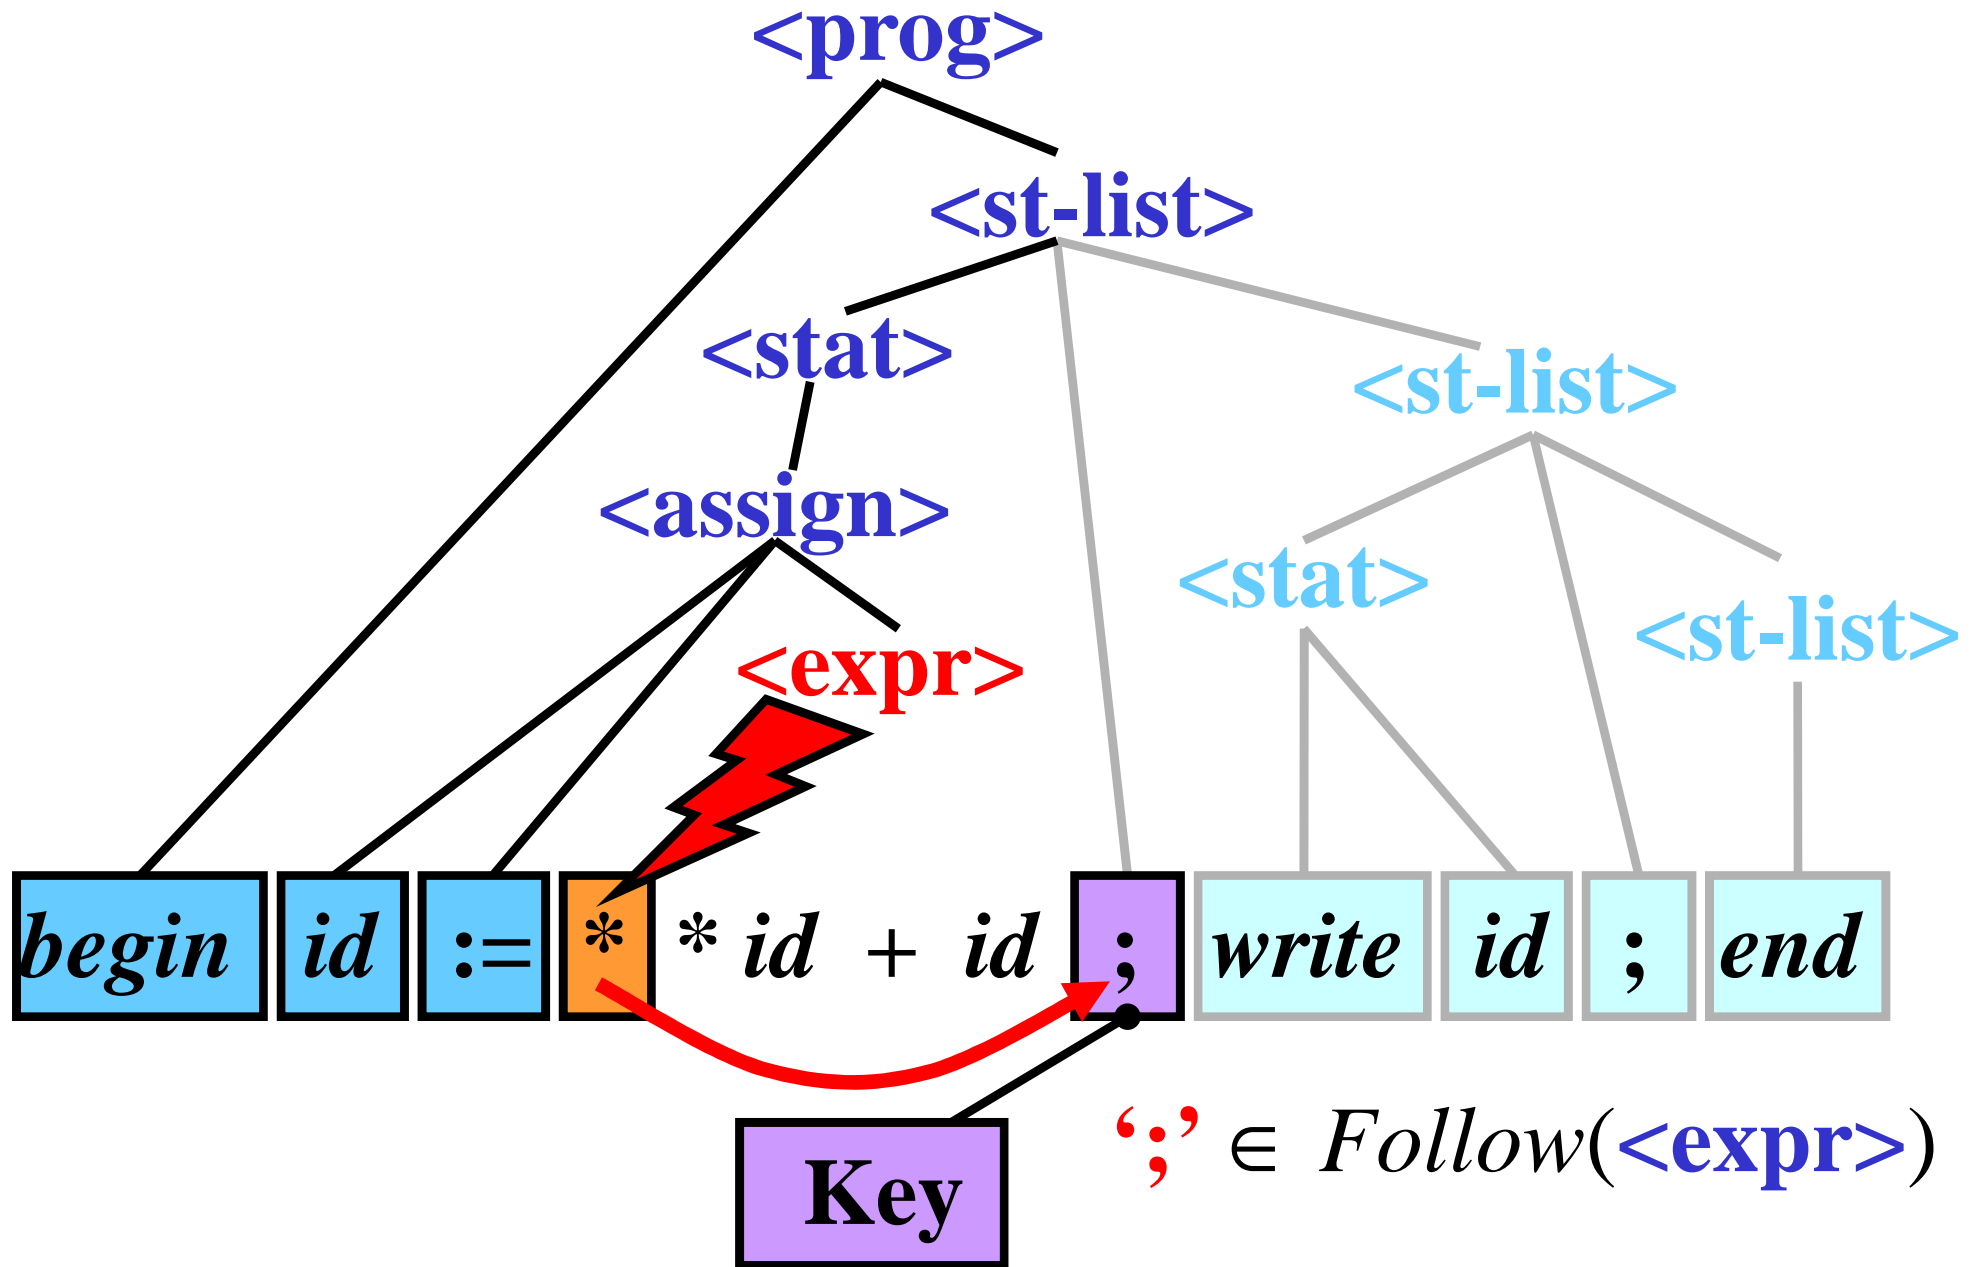 <prog>
<st-list>
<stat>
<st-list>
<assign>
<stat>
<st-list>
<expr>
begin id := * * id + id ; write id ; end
‘;’ ∈ Follow(<expr>)
Key